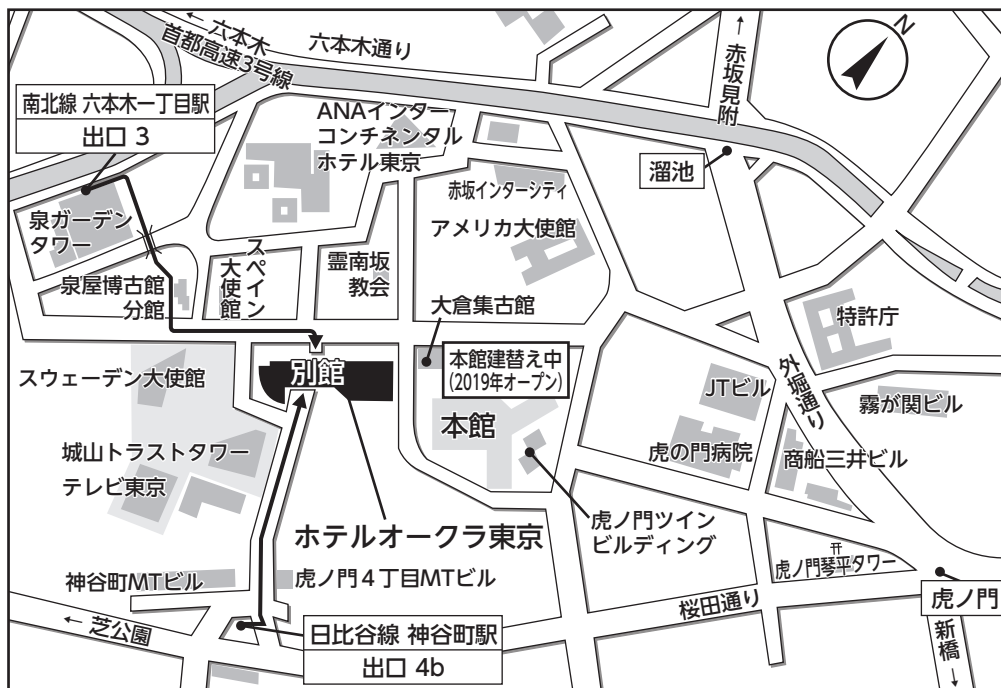 ← 六本木
首都高速3号線
六本木通り
N
← 赤坂見附
南北線 六本木一丁目駅
出口 3
ANAインター
コンチネンタル
ホテル東京
赤坂インターシティ
溜池
アメリカ大使館
泉ガーデン
タワー
泉屋博古館
分館
スペイン
大使館
霊南坂
教会
大倉集古館
特許庁
外堀通り
スウェーデン大使館
別館
本館建替え中
(2019年オープン)
本館
JTビル
霧が関ビル
城山トラストタワー
テレビ東京
虎の門病院
商船三井ビル
ホテルオークラ東京
虎ノ門ツイン
ビルディング
神谷町MTビル
虎ノ門4丁目MTビル
虎ノ門琴平タワー
桜田通り
虎ノ門
← 芝公園
日比谷線 神谷町駅
出口 4b
新橋 →